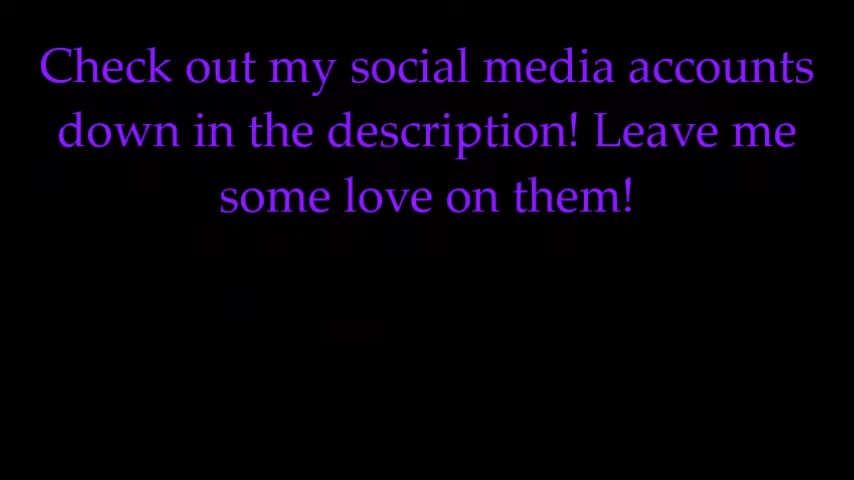 Check out my social media accounts
down in the description! Leave me
some love on them!